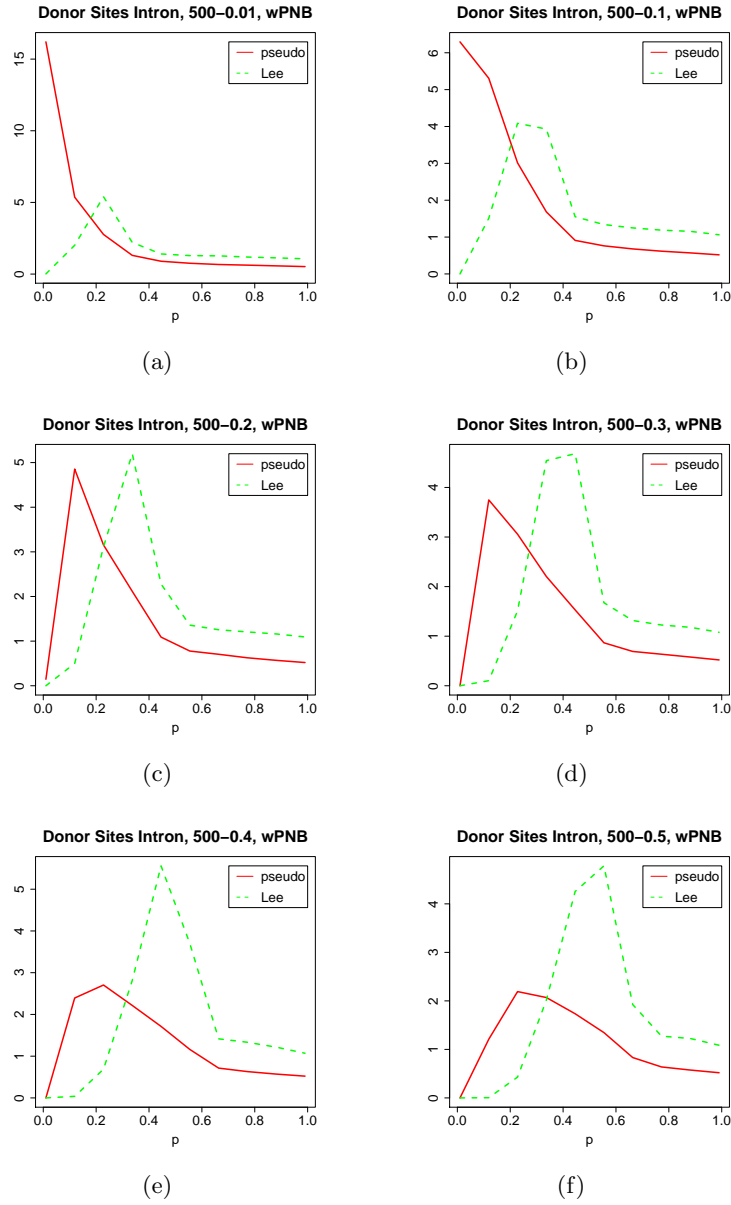 Donor Sites Intron, 500−0.01, wPNB
pseudo
Lee
15
10
5
0
0.0 0.2 0.4 0.6 0.8 1.0
p
(a)
Donor Sites Intron, 500−0.1, wPNB
pseudo
Lee
6
5
4
3
2
1
0
0.0 0.2 0.4 0.6 0.8 1.0
p
(b)
Donor Sites Intron, 500−0.2, wPNB
pseudo
Lee
5
4
3
2
1
0
0.0 0.2 0.4 0.6 0.8 1.0
p
(c)
Donor Sites Intron, 500−0.3, wPNB
pseudo
Lee
4
3
2
1
0
0.0 0.2 0.4 0.6 0.8 1.0
p
(d)
Donor Sites Intron, 500−0.4, wPNB
pseudo
Lee
5
4
3
2
1
0
0.0 0.2 0.4 0.6 0.8 1.0
p
(e)
Donor Sites Intron, 500−0.5, wPNB
pseudo
Lee
4
3
2
1
0
0.0 0.2 0.4 0.6 0.8 1.0
p
(f)